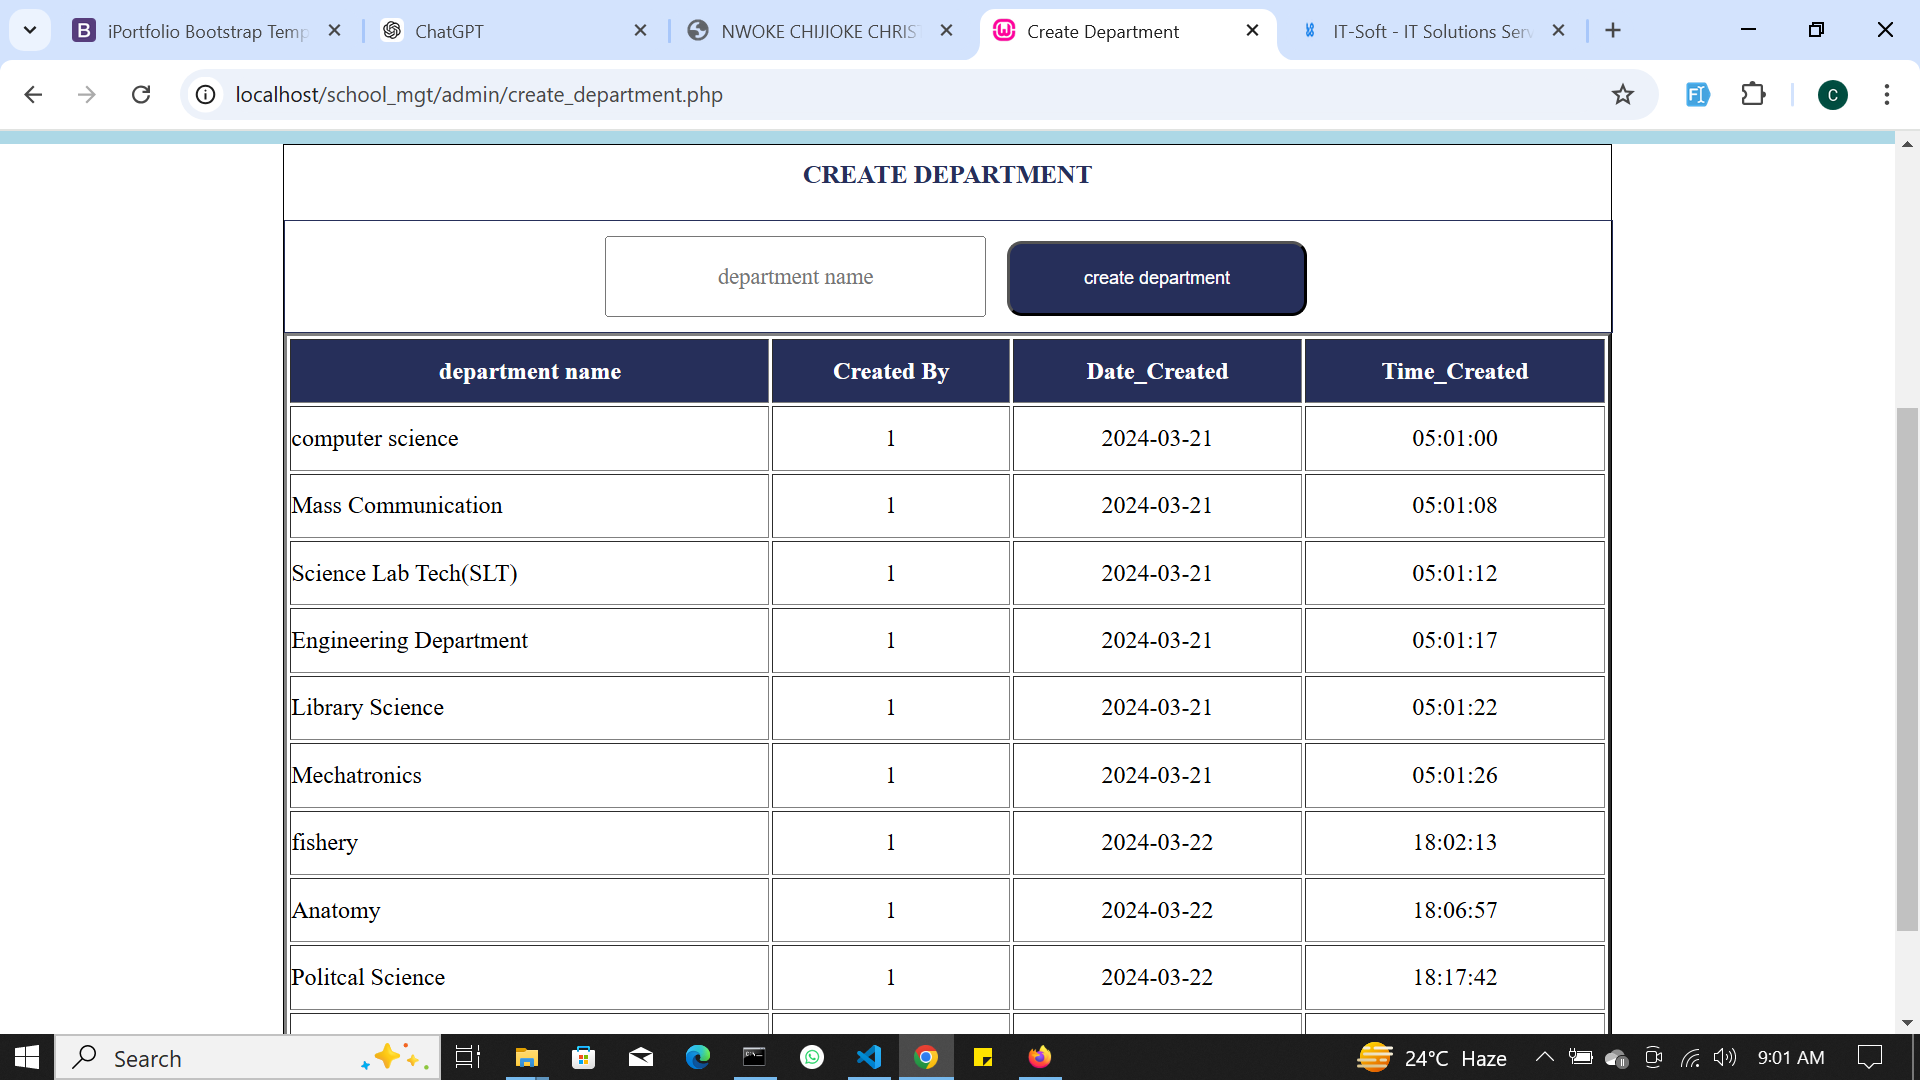 iPortfolio Bootstrap Temp
ChatGPT
NWOKE CHIJIOKE CHRIS
Create Department
IT-Soft - IT Solutions Serv
localhost/school_mgt/admin/create_department.php
C
CREATE DEPARTMENT
department name
create department
department name Created By Date_Created Time_Created
computer science 1 2024-03-21 05:01:00
Mass Communication 1 2024-03-21 05:01:08
Science Lab Tech(SLT) 1 2024-03-21 05:01:12
Engineering Department 1 2024-03-21 05:01:17
Library Science 1 2024-03-21 05:01:22
Mechatronics 1 2024-03-21 05:01:26
fishery 1 2024-03-22 18:02:13
Anatomy 1 2024-03-22 18:06:57
Politcal Science 1 2024-03-22 18:17:42
Search
24°C Haze
9:01 AM